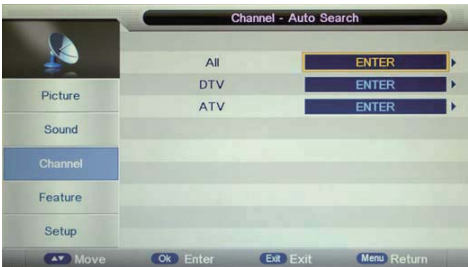 Channel - Auto Search
All ENTER
DTV ENTER
ATV ENTER
Picture
Sound
Channel
Feature
Setup
Move Ok Enter Exit Exit Menu Return